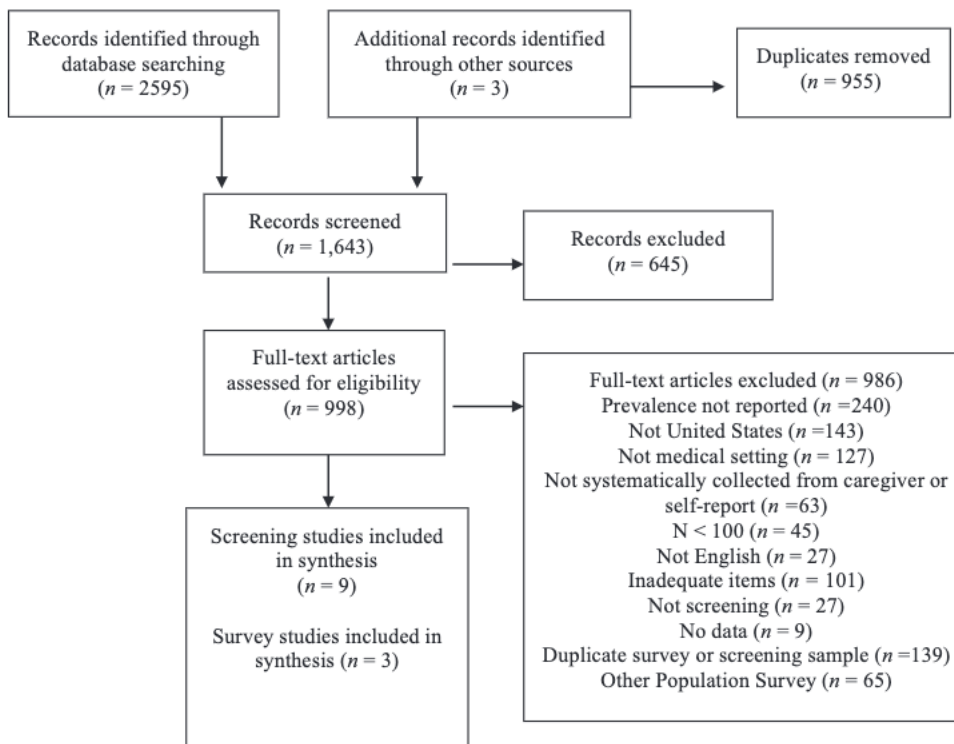 Records identified through
database searching
(n = 2595)
Additional records identified
through other sources
(n = 3)
Duplicates removed
(n = 955)
Records screened
(n = 1,643)
Records excluded
(n = 645)
Full-text articles
assessed for eligibility
(n = 998)
Full-text articles excluded (n = 986)
Prevalence not reported (n =240)
Not United States (n =143)
Not medical setting (n = 127)
Not systematically collected from caregiver or
self-report (n =63)
N < 100 (n = 45)
Not English (n = 27)
Inadequate items (n = 101)
Not screening (n = 27)
No data (n = 9)
Duplicate survey or screening sample (n =139)
Other Population Survey (n = 65)
Screening studies included
in synthesis
(n = 9)
Survey studies included in
synthesis (n = 3)